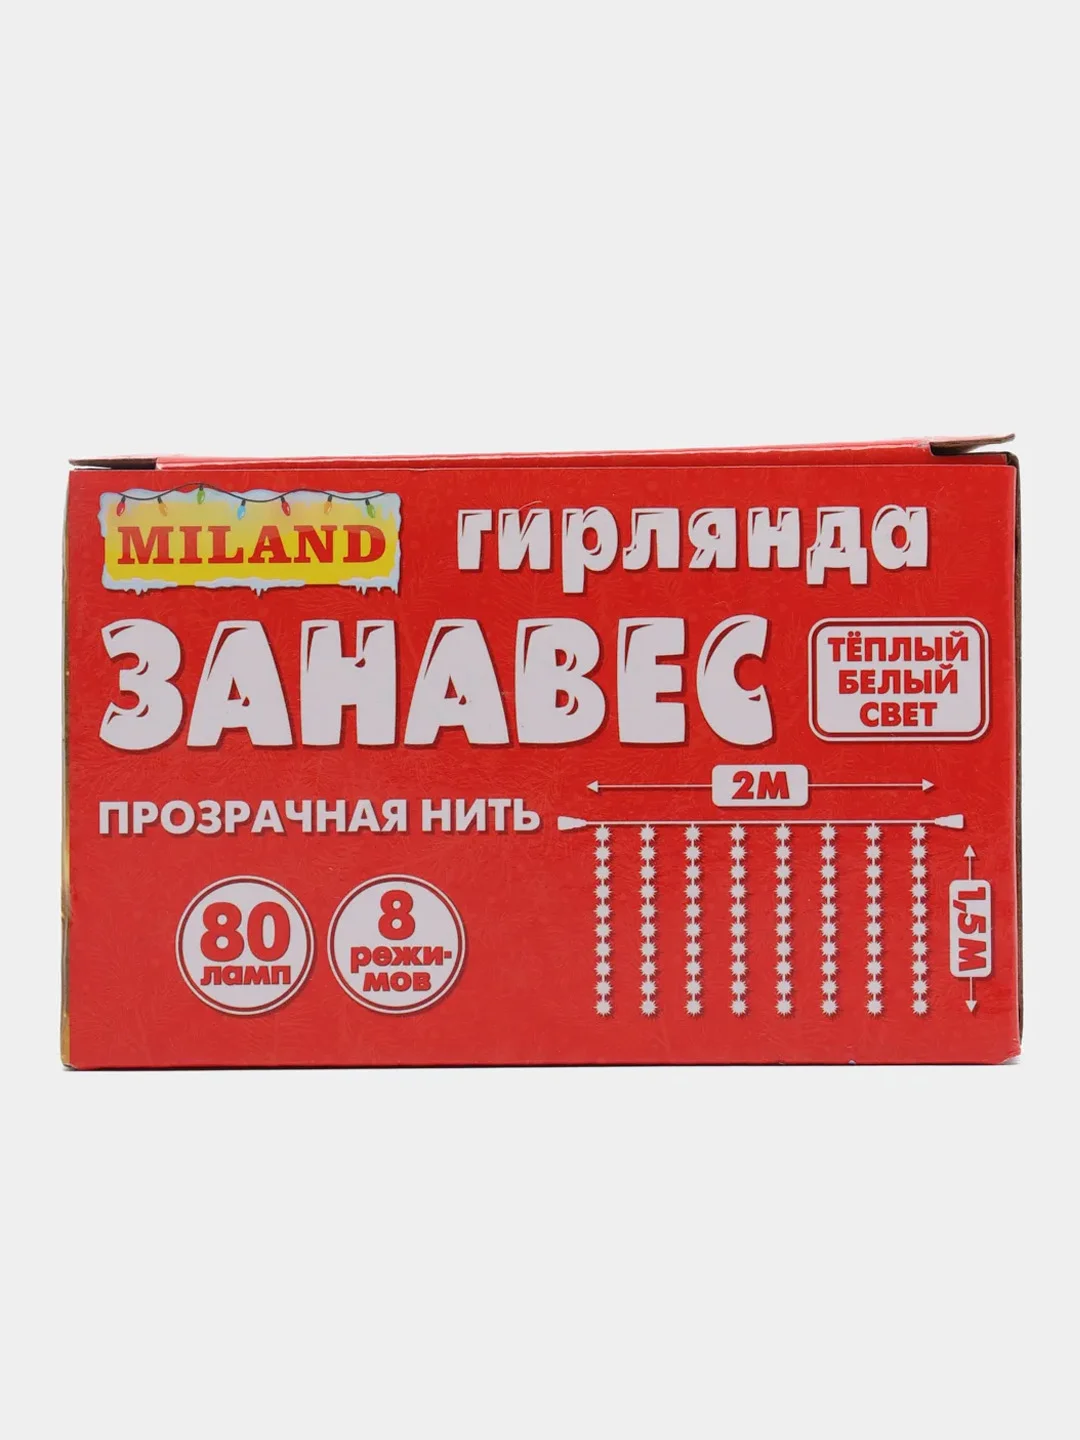 MILAND
гирлянда
ЗАНАВЕС
ТЁПЛЫЙ
БЕЛЫЙ
СВЕТ
2М
ПРОЗРАЧНАЯ НИТЬ
1,5М
80
ламп
8
режи-
мов